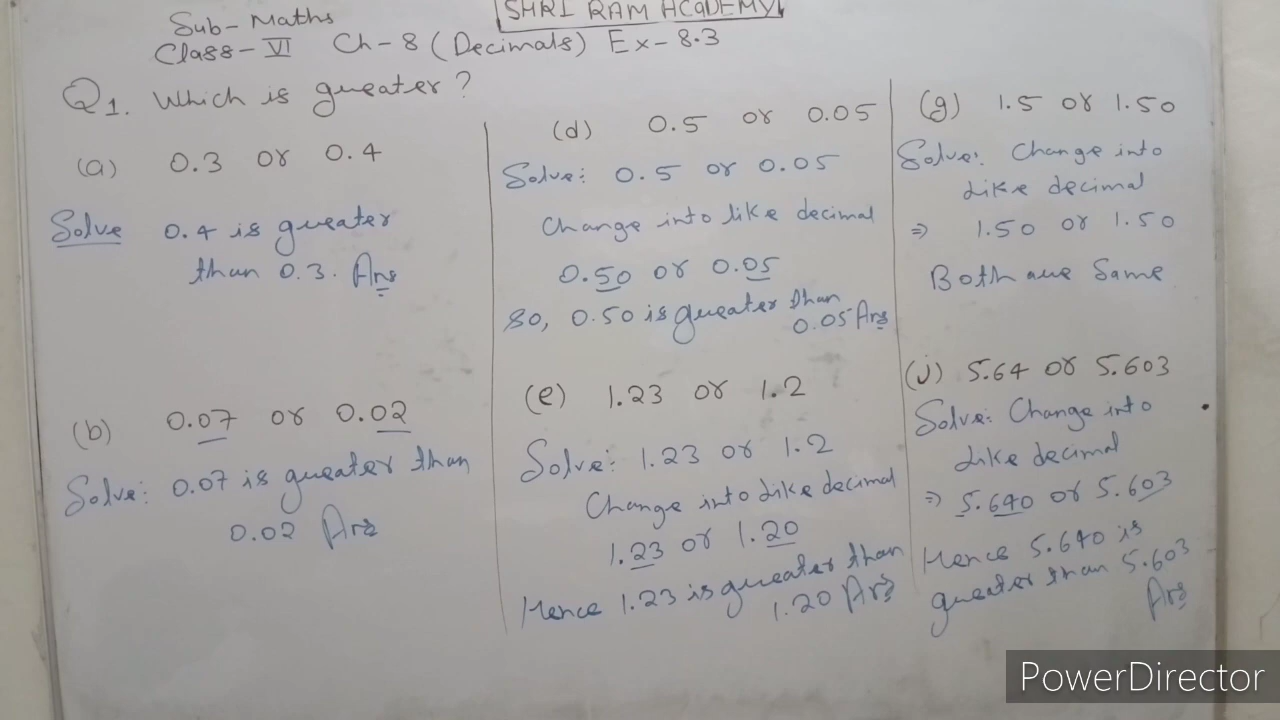 SHRI RAM ACADEMY
Sub- Maths
Class- VI Ch-8 (Decimals) Ex-8.3
Q1. Which is greater?
(a) 0.3 or 0.4
Solve 0.4 is greater
than 0.3. Ans
(b) 0.07 or 0.02
Solve: 0.07 is greater than
0.02 Ans
(d) 0.5 or 0.05
Solve: 0.5 or 0.05
Change into like decimal
0.50 or 0.05
So, 0.50 is greater than
0.05 Ans
(e) 1.23 or 1.2
Solve: 1.23 or 1.2
Change into like decimal
1.23 or 1.20
Hence 1.23 is greater than
1.20 Ans
(g) 1.5 or 1.50
Solve: Change into
Like decimal
⇒ 1.50 or 1.50
Both are Same
(j) 5.64 or 5.603
Solve: Change into
Like decimal
⇒ 5.640 or 5.603
Hence 5.640 is
greater than 5.603
Ans
PowerDirector